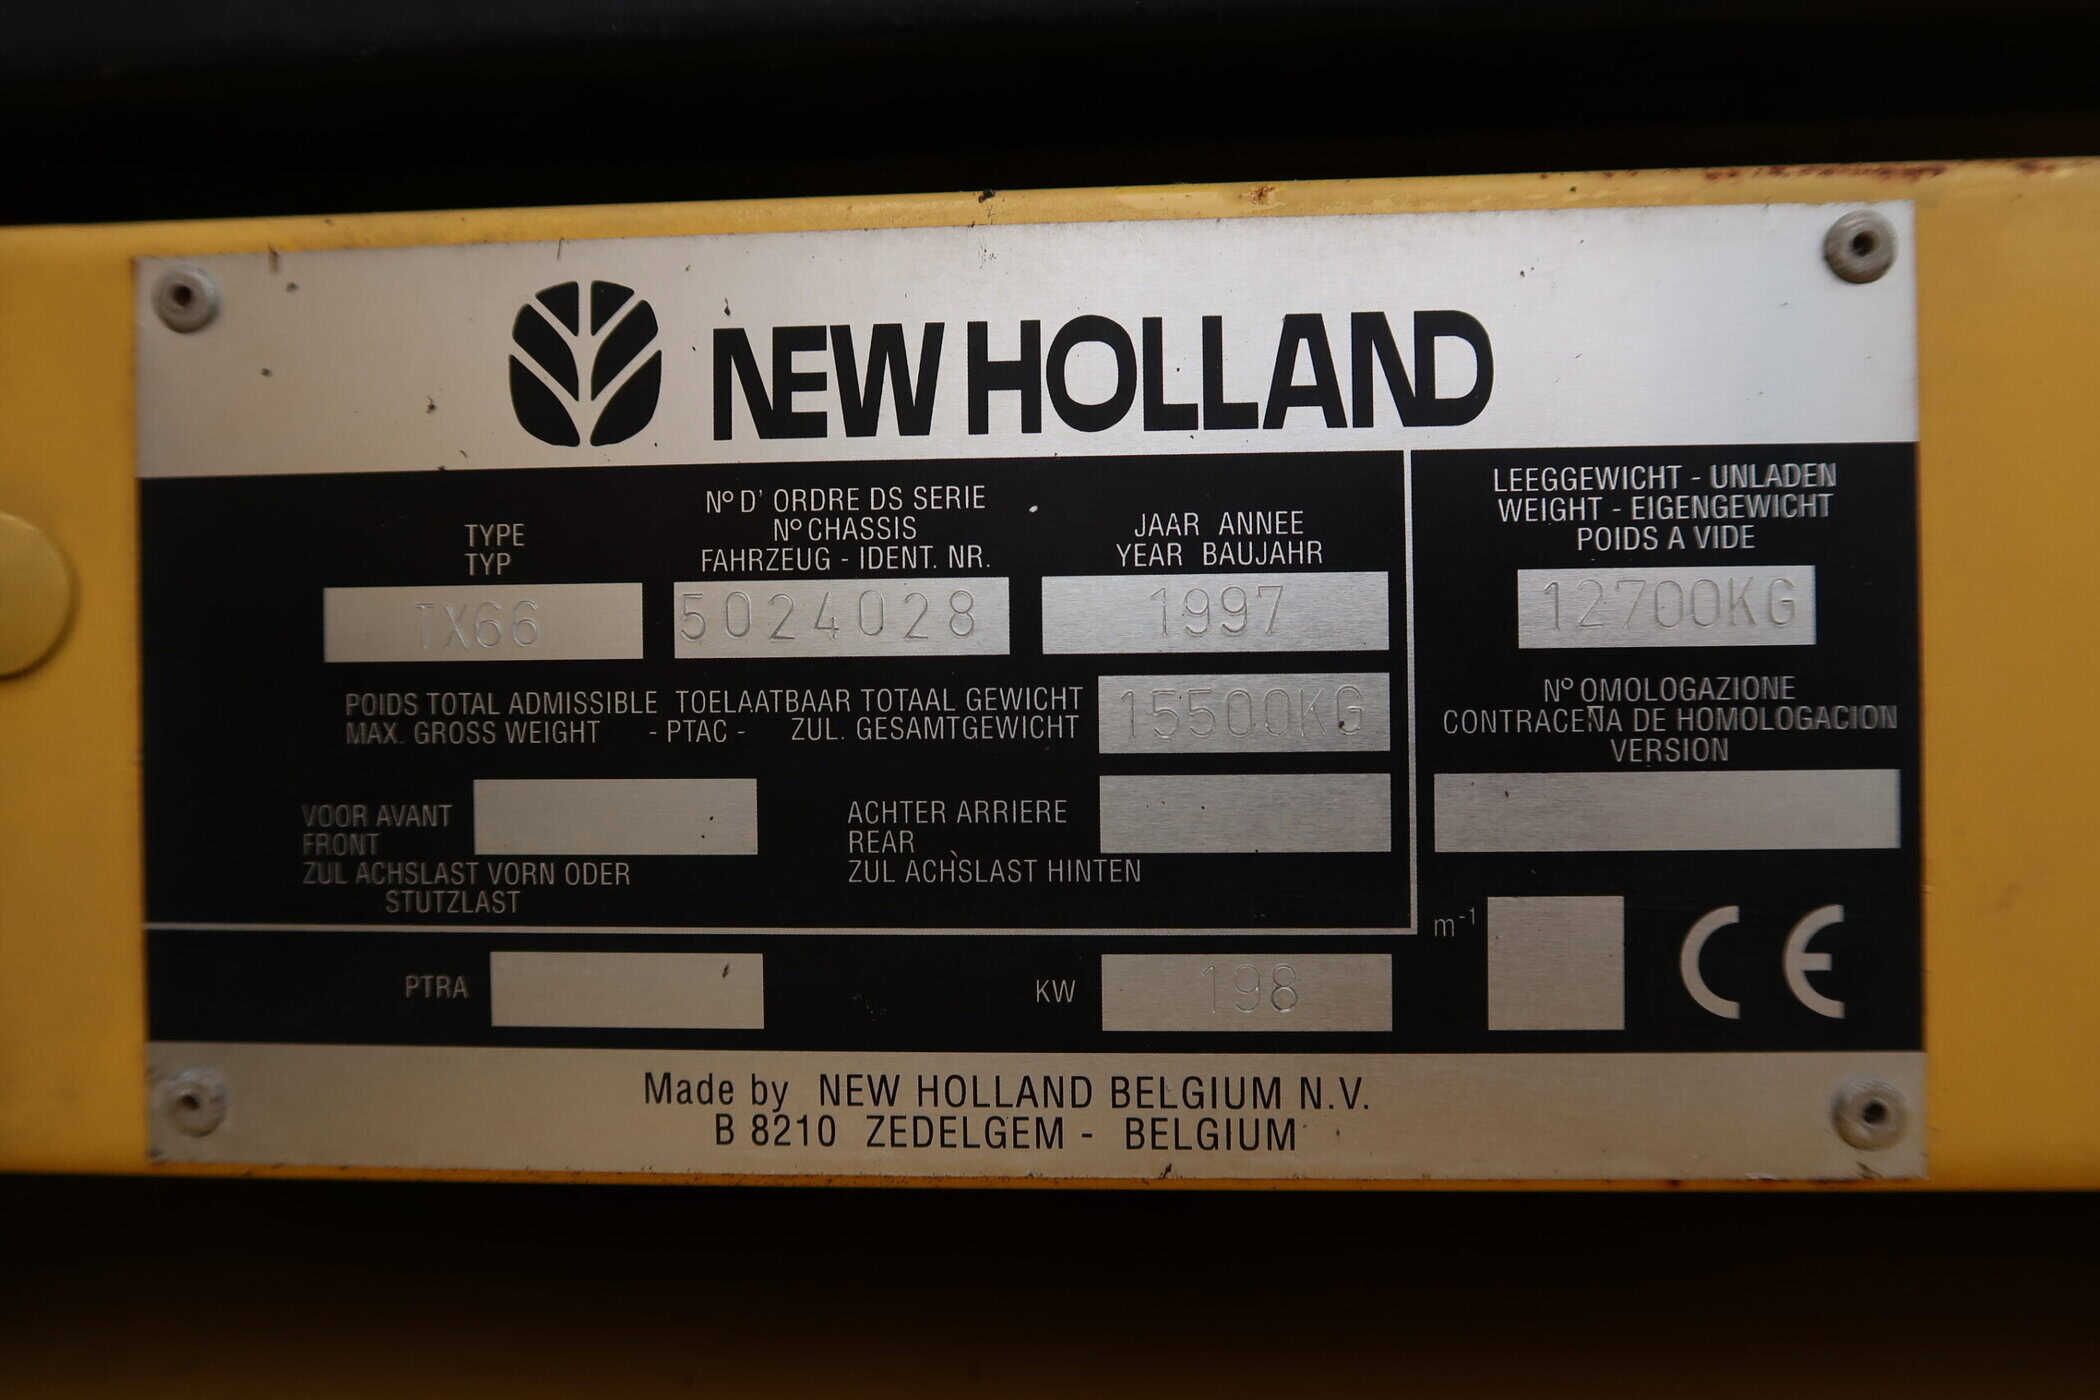 NEW HOLLAND
TYPE
TYP
TX66
N° D' ORDRE DS SERIE
N° CHASSIS
FAHRZEUG - IDENT. NR.
5024028
JAAR ANNEE
YEAR BAUJAHR
1997
LEEGGEWICHT - UNLADEN
WEIGHT - EIGENGEWICHT
POIDS A VIDE
12700KG
POIDS TOTAL ADMISSIBLE TOELAATBAAR TOTAAL GEWICHT
MAX. GROSS WEIGHT - PTAC - ZUL. GESAMTGEWICHT
15500KG
N° OMOLOGAZIONE
CONTRACEÑA DE HOMOLOGACION
VERSION
VOOR AVANT
FRONT
ZUL ACHSLAST VORN ODER
STUTZLAST
ACHTER ARRIERE
REAR
ZUL ACHSLAST HINTEN
PTRA
KW
198
m-1
CE
Made by NEW HOLLAND BELGIUM N.V.
B 8210 ZEDELGEM - BELGIUM